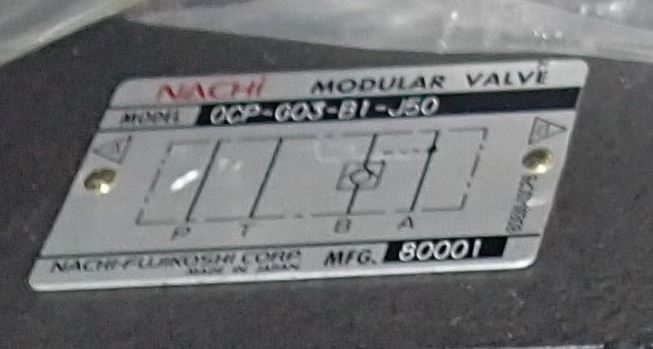 NACHi MODULAR VALVE
MODEL OCP-G03-B1-J50
P T B A
NACHI-FUJIKOSHI CORP.
MADE IN JAPAN
MFG. 80001